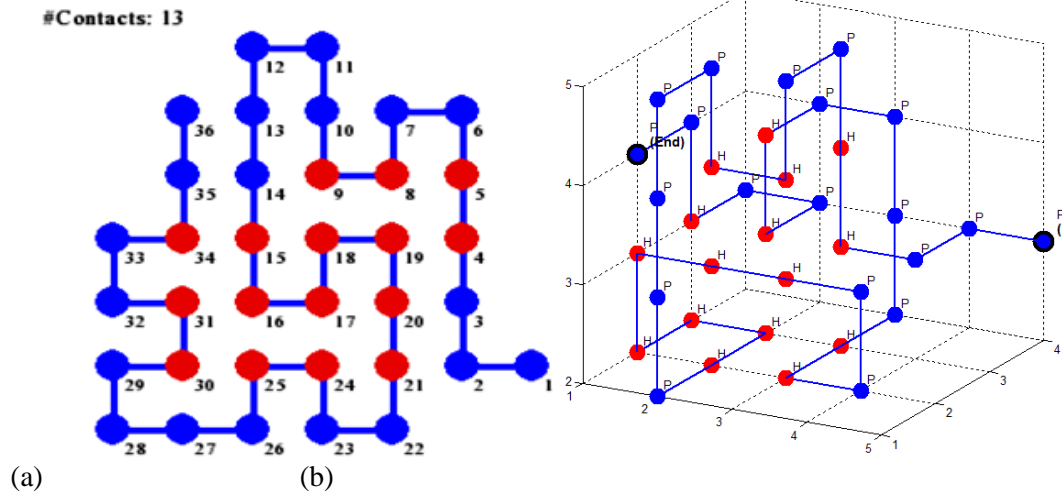 #Contacts: 13
12 11
36 13 10 7 6
35 14 9 8 5
33 34 15 18 19 4
32 31 16 17 20 3
29 30 25 24 21 2 1
28 27 26 23 22
(a)
P
P P
5 P P P
P H
P (End) H
H H
4 P P P P
H H P P
(
H H P
H H
3 P P
P
H H
H H 4
H H
2 P P 3
1 2 2
3
4 1
5
(b)